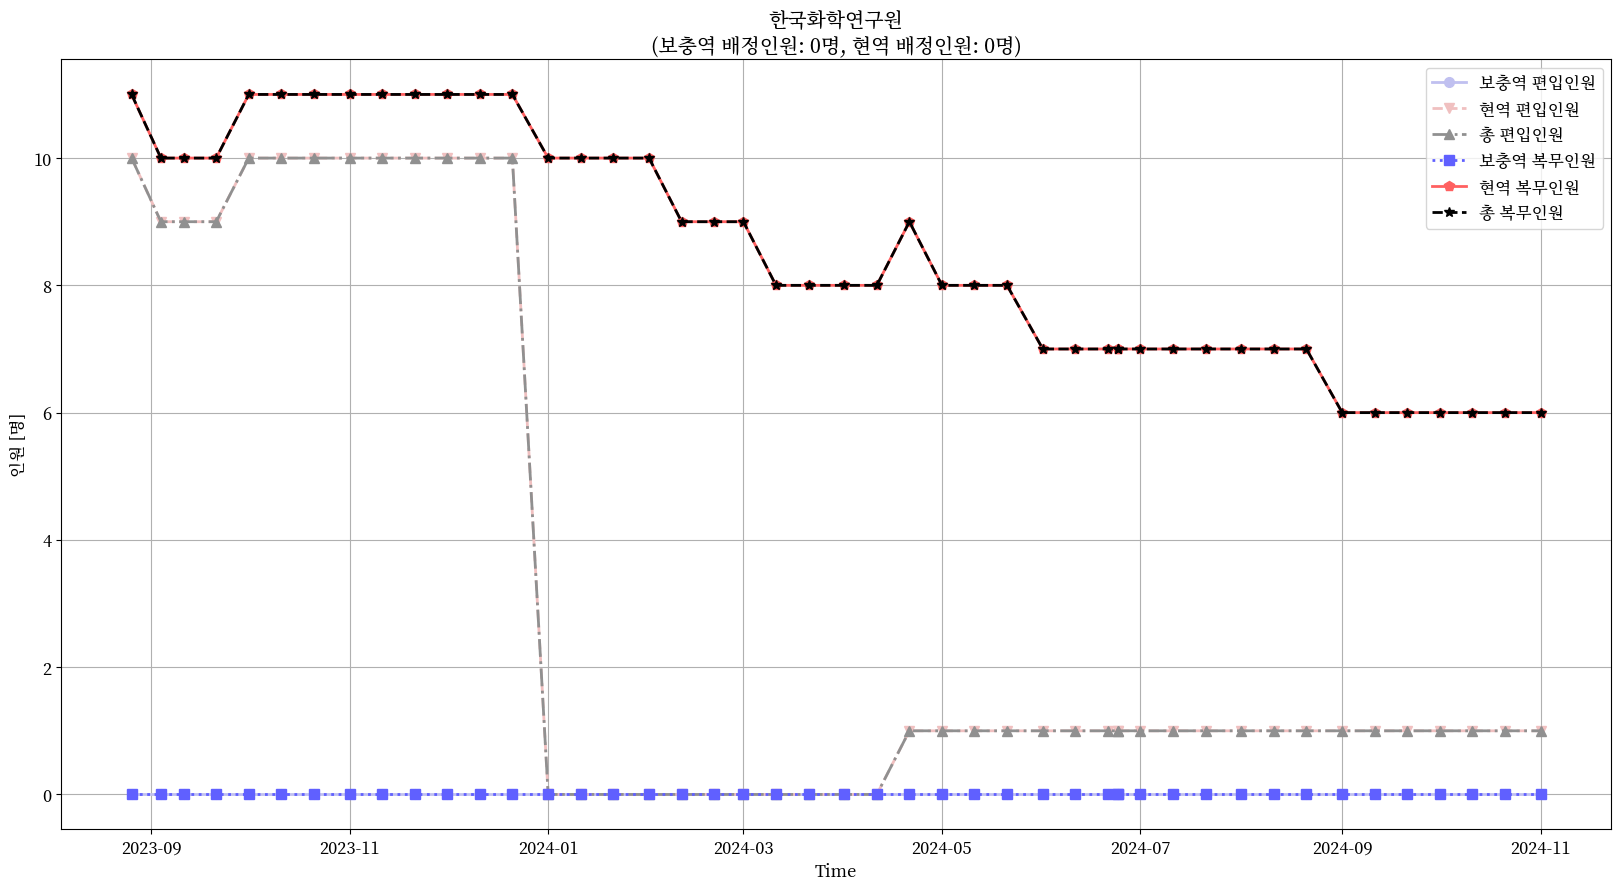 한국화학연구원
(보충역 배정인원: 0명, 현역 배정인원: 0명)
보충역 편입인원
현역 편입인원
총 편입인원
보충역 복무인원
현역 복무인원
총 복무인원
인원 [명]
10
8
6
4
2
0
2023-09
2023-11
2024-01
2024-03
2024-05
2024-07
2024-09
2024-11
Time